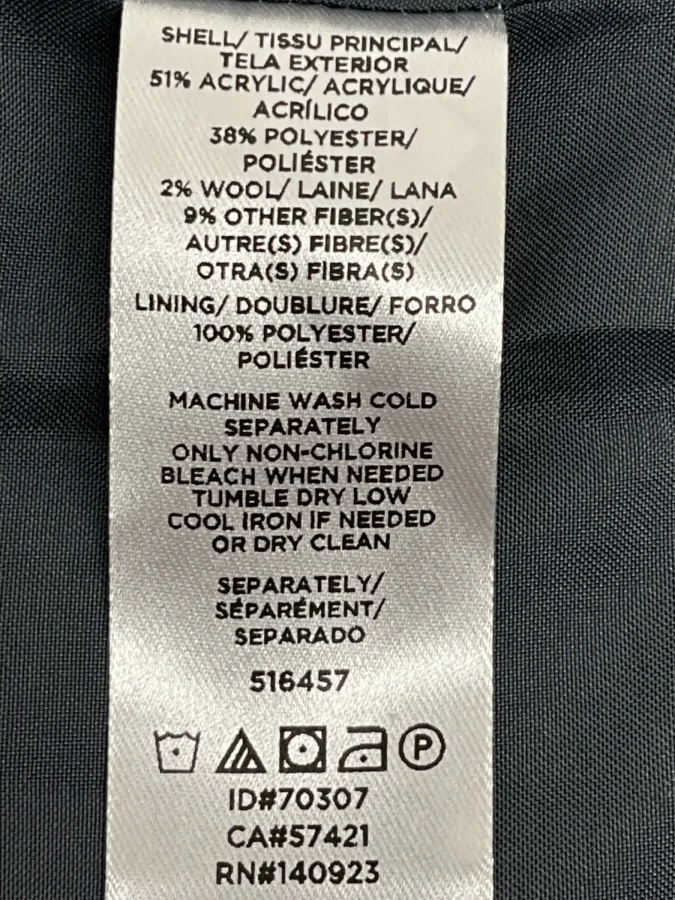 SHELL/ TISSU PRINCIPAL/
TELA EXTERIOR
51% ACRYLIC/ ACRYLIQUE/
ACRÍLICO
38% POLYESTER/
POLIÉSTER
2% WOOL/ LAINE/ LANA
9% OTHER FIBER(S)/
AUTRE(S) FIBRE(S)/
OTRA(S) FIBRA(S)
LINING/ DOUBLURE/ FORRO
100% POLYESTER/
POLIÉSTER
MACHINE WASH COLD
SEPARATELY
ONLY NON-CHLORINE
BLEACH WHEN NEEDED
TUMBLE DRY LOW
COOL IRON IF NEEDED
OR DRY CLEAN
SEPARATELY/
SÉPARÉMENT/
SEPARADO
516457
P
ID#70307
CA#57421
RN#140923